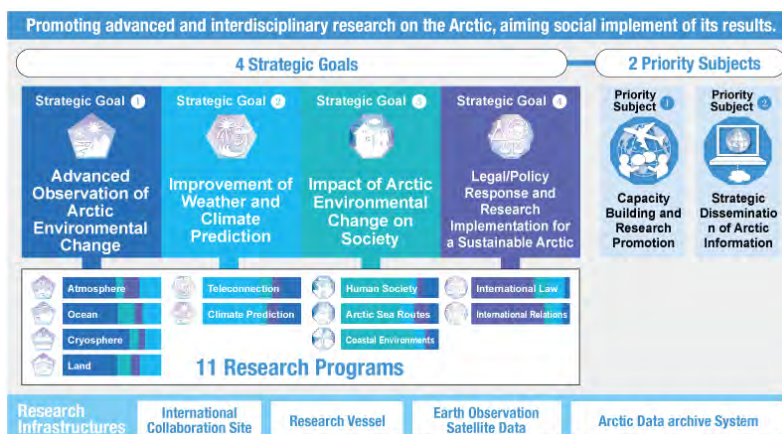 Promoting advanced and interdisciplinary research on the Arctic, aiming social implement of its results.
4 Strategic Goals
2 Priority Subjects
Strategic Goal 1
Advanced
Observation of
Arctic
Environmental
Change
Strategic Goal 2
Improvement of
Weather and
Climate
Prediction
Strategic Goal 3
Impact of Arctic
Environmental
Change on
Society
Strategic Goal 4
Legal/Policy
Response and
Research
Implementation for
a Sustainable Arctic
Priority
Subject 1
Capacity
Building and
Research
Promotion
Priority
Subject 2
Strategic
Disseminatio
n of Arctic
Information
Atmosphere
Ocean
Cryosphere
Land
Teleconnection
Climate Prediction
Human Society
Arctic Sea Routes
Coastal Environments
International Law
International Relations
11 Research Programs
Research
Infrastructures
International
Collaboration Site
Research Vessel
Earth Observation
Satellite Data
Arctic Data archive System